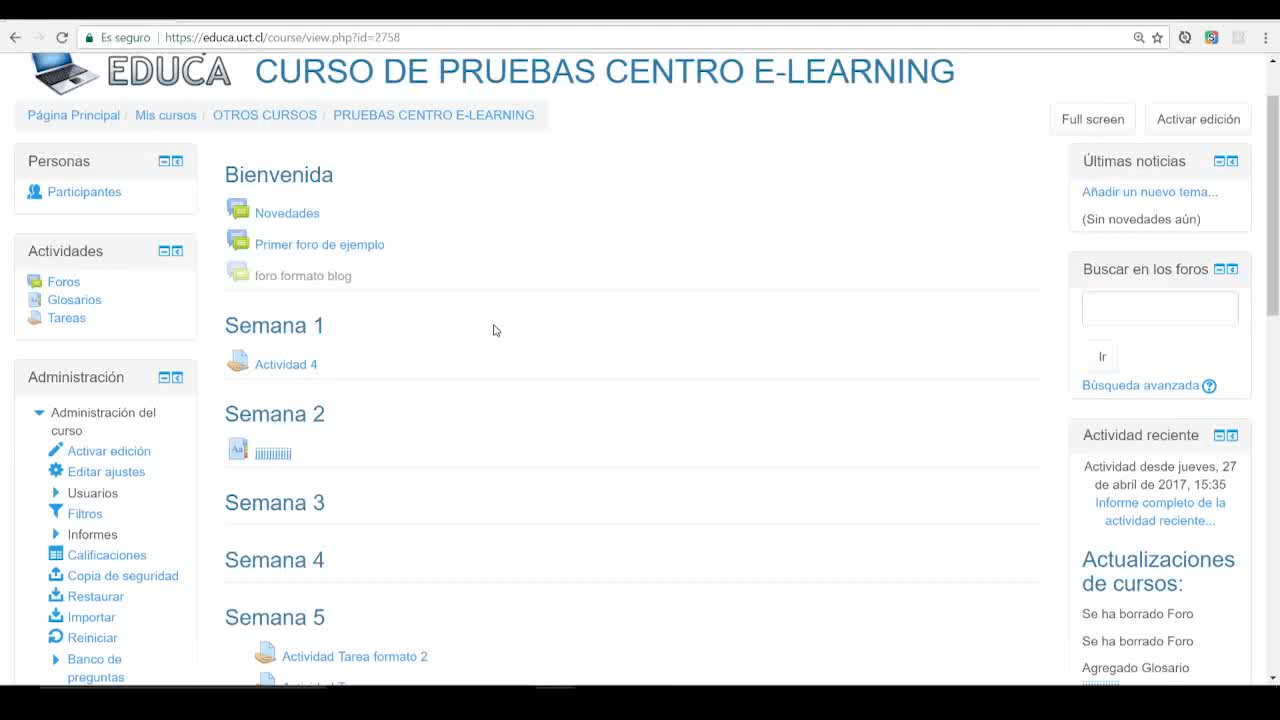 Es seguro
https://educa.uct.cl/course/view.php?id=2758
EDUCA
CURSO DE PRUEBAS CENTRO E-LEARNING
Página Principal / Mis cursos / OTROS CURSOS / PRUEBAS CENTRO E-LEARNING
Full screen
Activar edición
Personas
Participantes
Actividades
Foros
Glosarios
Tareas
Administración
Administración del
curso
Activar edición
Editar ajustes
Usuarios
Filtros
Informes
Calificaciones
Copia de seguridad
Restaurar
Importar
Reiniciar
Banco de
preguntas
Bienvenida
Novedades
Primer foro de ejemplo
foro formato blog
Semana 1
Actividad 4
Semana 2
Semana 3
Semana 4
Semana 5
Actividad Tarea formato 2
Últimas noticias
Añadir un nuevo tema...
(Sin novedades aún)
Buscar en los foros
Ir
Búsqueda avanzada
Actividad reciente
Actividad desde jueves, 27
de abril de 2017, 15:35
Informe completo de la
actividad reciente...
Actualizaciones
de cursos:
Se ha borrado Foro
Se ha borrado Foro
Agregado Glosario